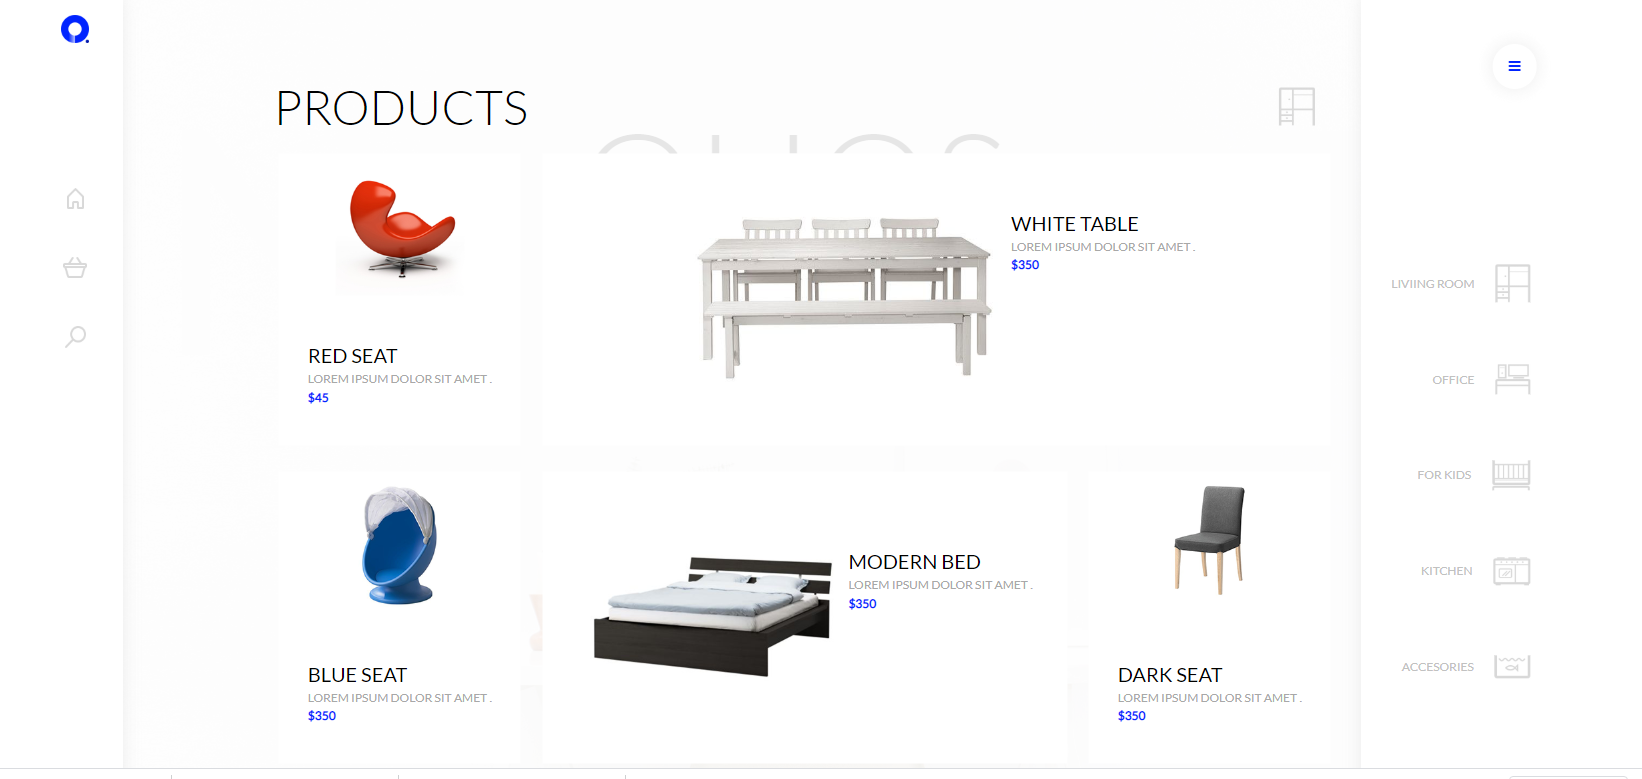 PRODUCTS
RED SEAT
LOREM IPSUM DOLOR SIT AMET .
$45
WHITE TABLE
LOREM IPSUM DOLOR SIT AMET .
$350
BLUE SEAT
LOREM IPSUM DOLOR SIT AMET .
$350
MODERN BED
LOREM IPSUM DOLOR SIT AMET .
$350
DARK SEAT
LOREM IPSUM DOLOR SIT AMET .
$350
LIVIING ROOM
OFFICE
FOR KIDS
KITCHEN
ACCESORIES